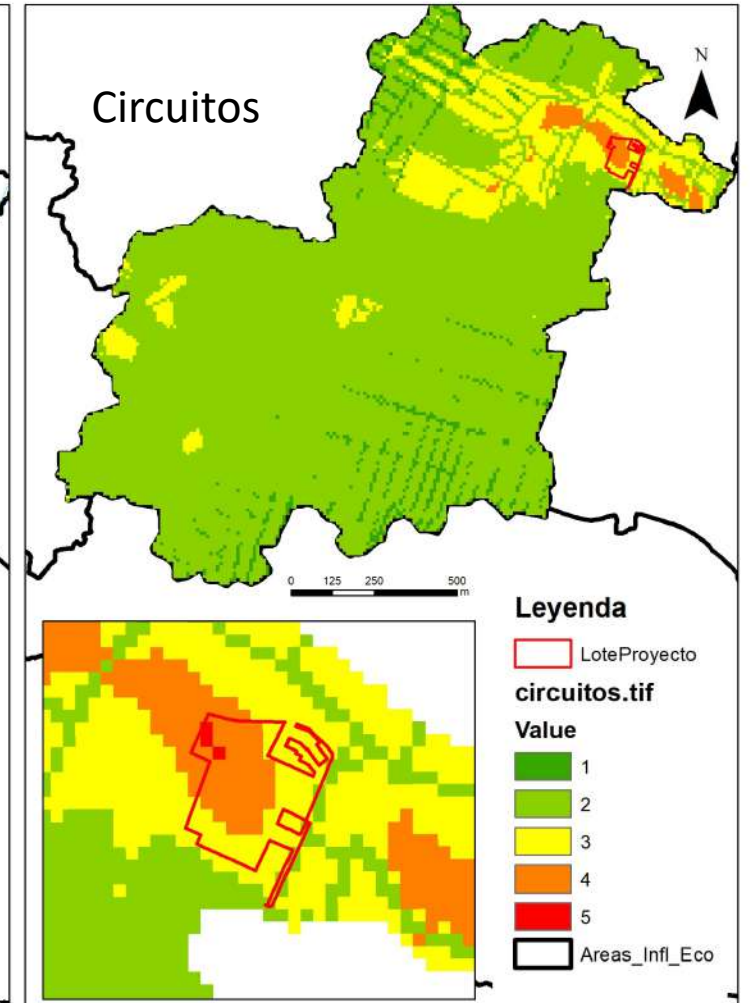 Circuitos
N
0 125 250 500
m
Leyenda
LoteProyecto
circuitos.tif
Value
1
2
3
4
5
Areas_Infl_Eco